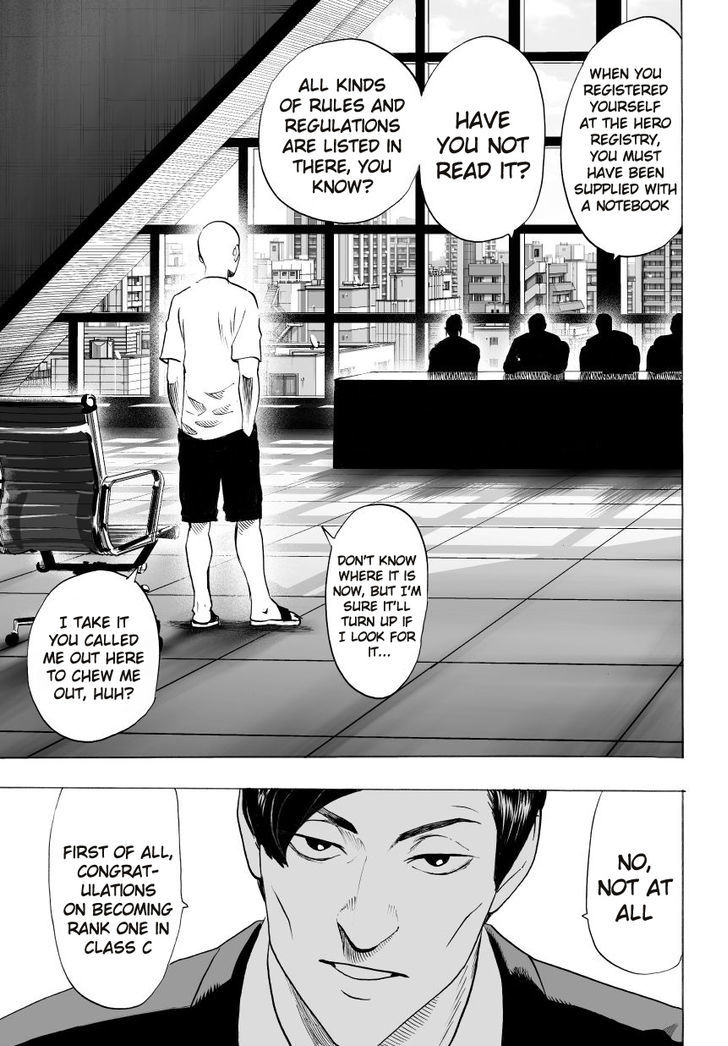 WHEN YOU
REGISTERED
YOURSELF
AT THE HERO
REGISTRY,
YOU MUST
HAVE BEEN
SUPPLIED WITH
A NOTEBOOK
HAVE
YOU NOT
READ IT?
ALL KINDS
OF RULES AND
REGULATIONS
ARE LISTED IN
THERE, YOU
KNOW?
DON'T KNOW
WHERE IT IS
NOW, BUT I'M
SURE IT'LL
TURN UP IF
I LOOK FOR
IT...
I TAKE IT
YOU CALLED
ME OUT HERE
TO CHEW ME
OUT, HUH?
NO,
NOT AT
ALL
FIRST OF ALL,
CONGRAT-
ULATIONS
ON BECOMING
RANK ONE IN
CLASS C